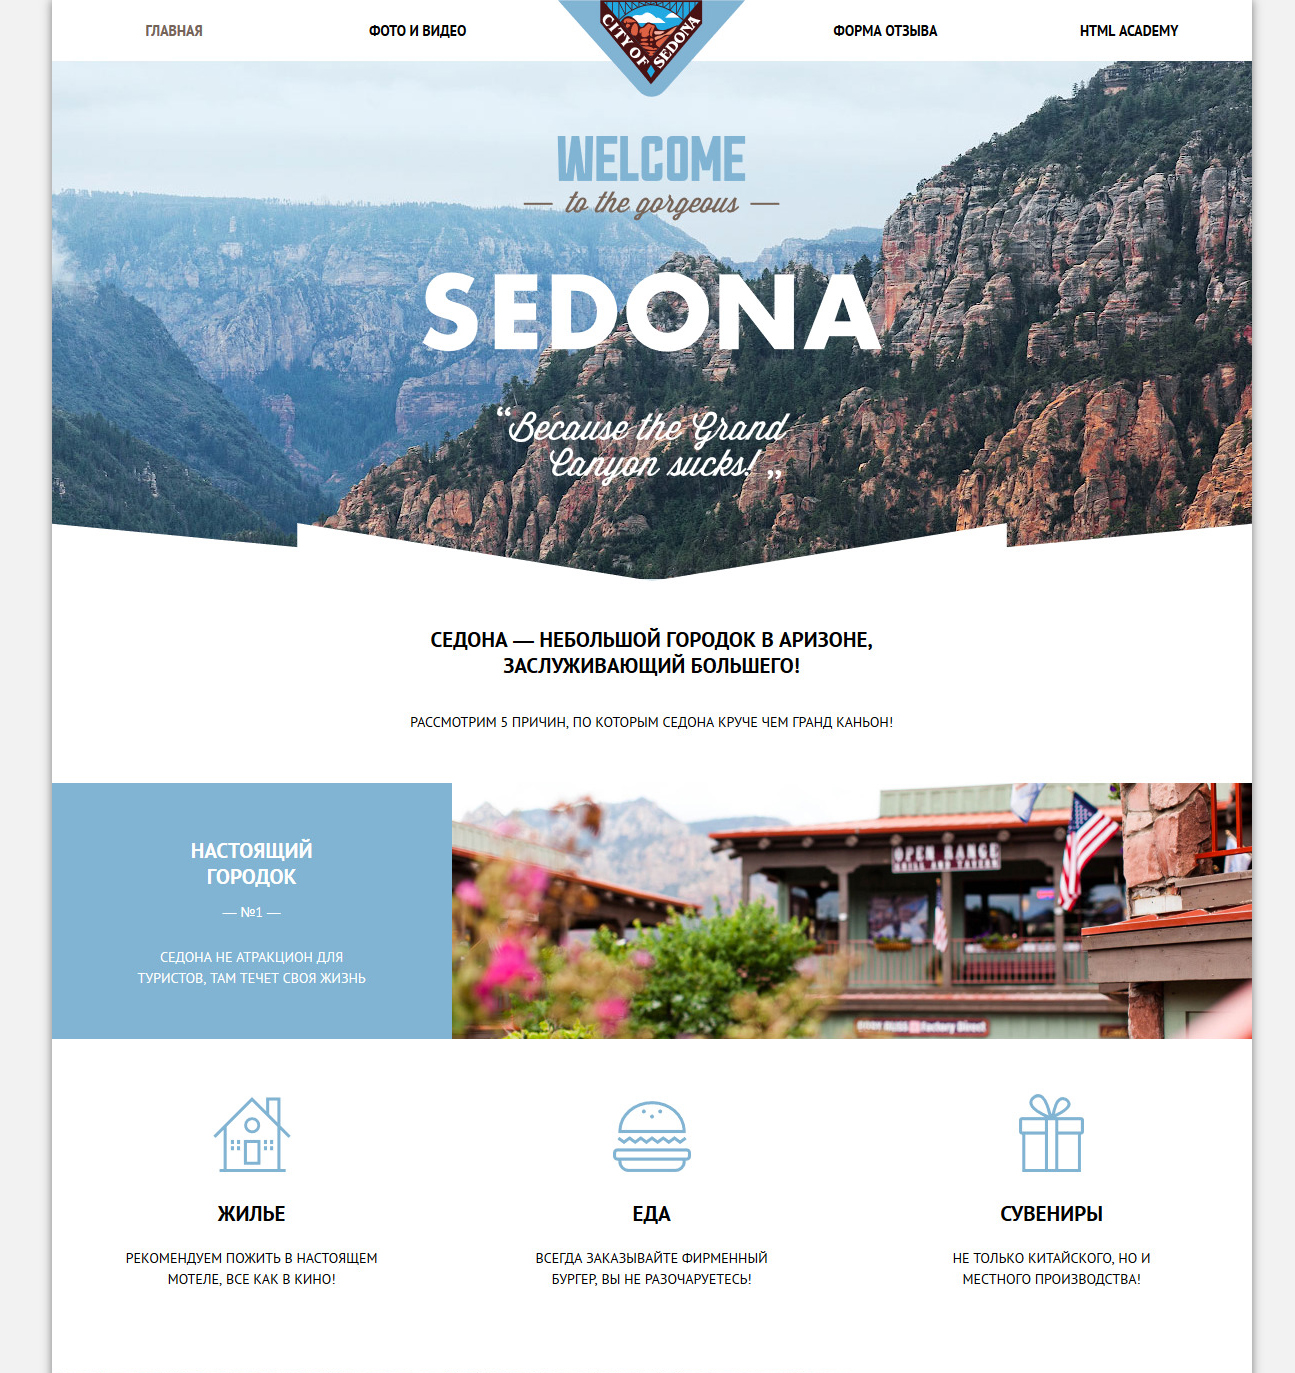 ГЛАВНАЯ
ФОТО И ВИДЕО
CITY OF SEDONA
ФОРМА ОТЗЫВА
HTML ACADEMY
WELCOME
— to the gorgeous —
SEDONA
“Because the Grand
Canyon sucks! „
СЕДОНА — НЕБОЛЬШОЙ ГОРОДОК В АРИЗОНЕ,
ЗАСЛУЖИВАЮЩИЙ БОЛЬШЕГО!
РАССМОТРИМ 5 ПРИЧИН, ПО КОТОРЫМ СЕДОНА КРУЧЕ ЧЕМ ГРАНД КАНЬОН!
НАСТОЯЩИЙ
ГОРОДОК
— №1 —
СЕДОНА НЕ АТРАКЦИОН ДЛЯ
ТУРИСТОВ, ТАМ ТЕЧЕТ СВОЯ ЖИЗНЬ
OPEN RANGE
GRILL AND TAVERN
Factory Direct
ЖИЛЬЕ
РЕКОМЕНДУЕМ ПОЖИТЬ В НАСТОЯЩЕМ
МОТЕЛЕ, ВСЕ КАК В КИНО!
ЕДА
ВСЕГДА ЗАКАЗЫВАЙТЕ ФИРМЕННЫЙ
БУРГЕР, ВЫ НЕ РАЗОЧАРУЕТЕСЬ!
СУВЕНИРЫ
НЕ ТОЛЬКО КИТАЙСКОГО, НО И
МЕСТНОГО ПРОИЗВОДСТВА!